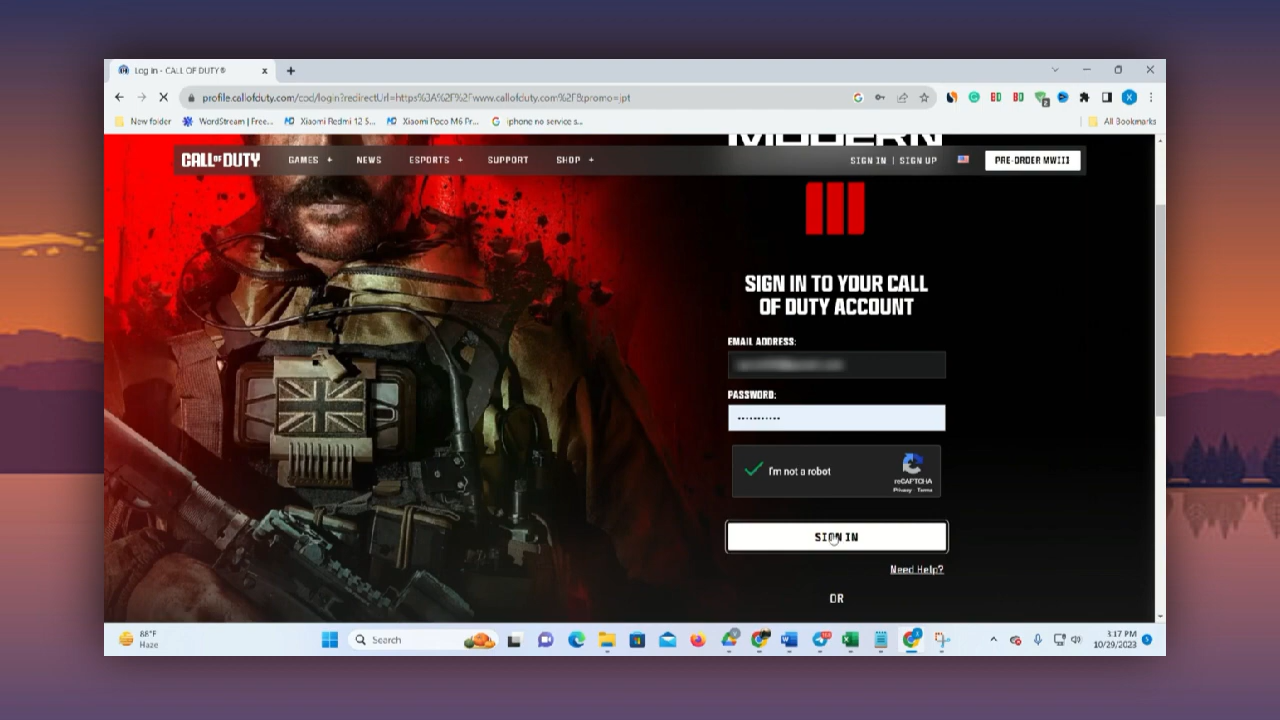 Log in - CALL OF DUTY® x +
profile.callofduty.com/cod/login?redirectUrl=https%3A%2F%2Fwww.callofduty.com%2F&promo=jpt
New folder WordStream | Free... Xiaomi Redmi 12 5... Xiaomi Poco M6 Pr... iphone no service s... All Bookmarks
MODERN
CALL OF DUTY GAMES + NEWS ESPORTS + SUPPORT SHOP + SIGN IN | SIGN UP PRE-ORDER MWIII
III
SIGN IN TO YOUR CALL
OF DUTY ACCOUNT
EMAIL ADDRESS:
PASSWORD:
I'm not a robot
reCAPTCHA
Privacy - Terms
SIGN IN
Need Help?
OR
88°F
Haze
Search
3:17 PM
10/29/2023